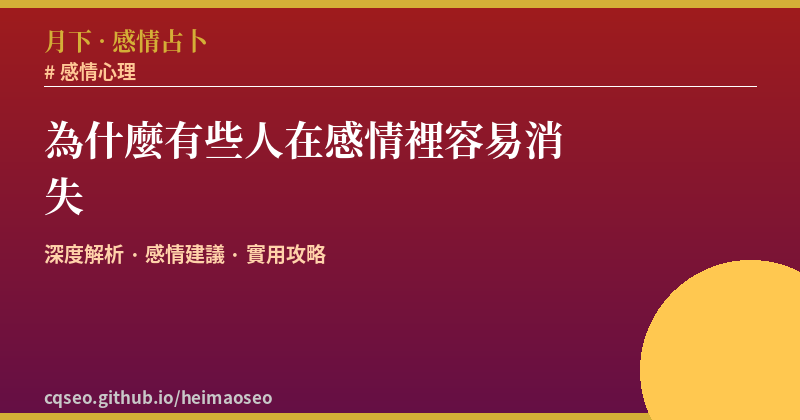 月下 · 感情占卜
# 感情心理
為什麼有些人在感情裡容易消
失
深度解析 · 感情建議 · 實用攻略
cqseo.github.io/heimaoseo